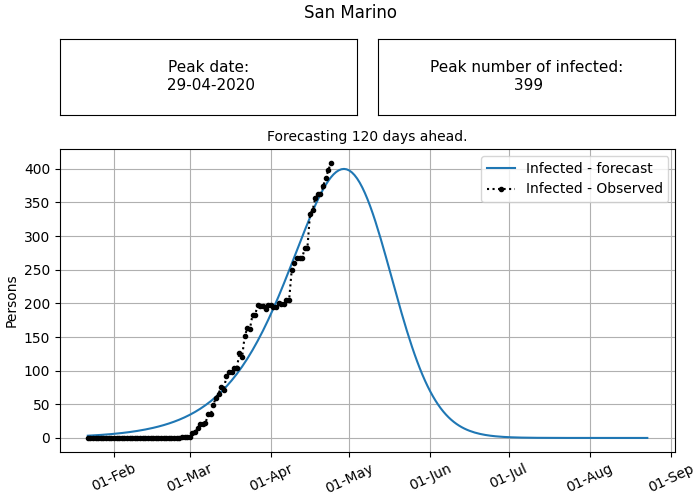 San Marino
Peak date:
29-04-2020
Peak number of infected:
399
Forecasting 120 days ahead.
Infected - forecast
Infected - Observed
Persons
400
350
300
250
200
150
100
50
0
01-Feb
01-Mar
01-Apr
01-May
01-Jun
01-Jul
01-Aug
01-Sep